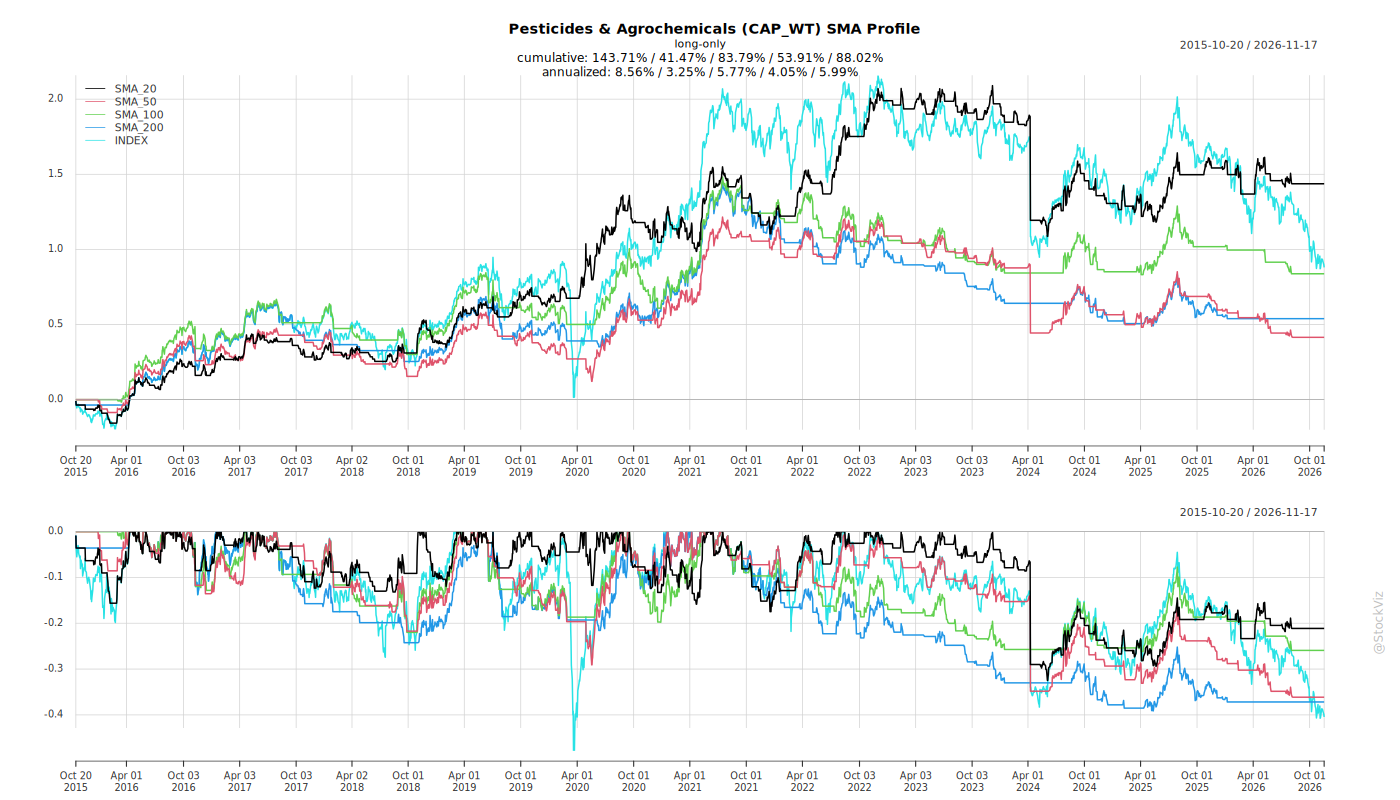 Pesticides & Agrochemicals (CAP_WT) SMA Profile
long-only
cumulative: 143.71% / 41.47% / 83.79% / 53.91% / 88.02%
annualized: 8.56% / 3.25% / 5.77% / 4.05% / 5.99%
2015-10-20 / 2026-11-17
SMA_20
SMA_50
SMA_100
SMA_200
INDEX
2.0
1.5
1.0
0.5
0.0
Oct 20 Apr 01 Oct 03 Apr 03 Oct 03 Apr 02 Oct 01 Apr 01 Oct 01 Apr 01 Oct 01 Apr 01 Oct 01 Apr 01 Oct 03 Apr 03 Oct 03 Apr 01 Oct 01 Apr 01 Oct 01 Apr 01 Oct 01
2015 2016 2016 2017 2017 2018 2018 2019 2019 2020 2020 2021 2021 2022 2022 2023 2023 2024 2024 2025 2025 2026 2026
2015-10-20 / 2026-11-17
0.0
-0.1
-0.2
-0.3
-0.4
Oct 20 Apr 01 Oct 03 Apr 03 Oct 03 Apr 02 Oct 01 Apr 01 Oct 01 Apr 01 Oct 01 Apr 01 Oct 01 Apr 01 Oct 03 Apr 03 Oct 03 Apr 01 Oct 01 Apr 01 Oct 01 Apr 01 Oct 01
2015 2016 2016 2017 2017 2018 2018 2019 2019 2020 2020 2021 2021 2022 2022 2023 2023 2024 2024 2025 2025 2026 2026
@StockViz